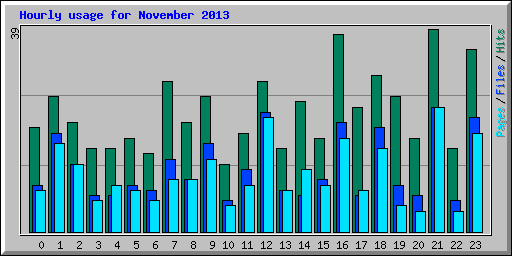 Hourly usage for November 2013
39
Pages / Files / Hits
0 1 2 3 4 5 6 7 8 9 10 11 12 13 14 15 16 17 18 19 20 21 22 23